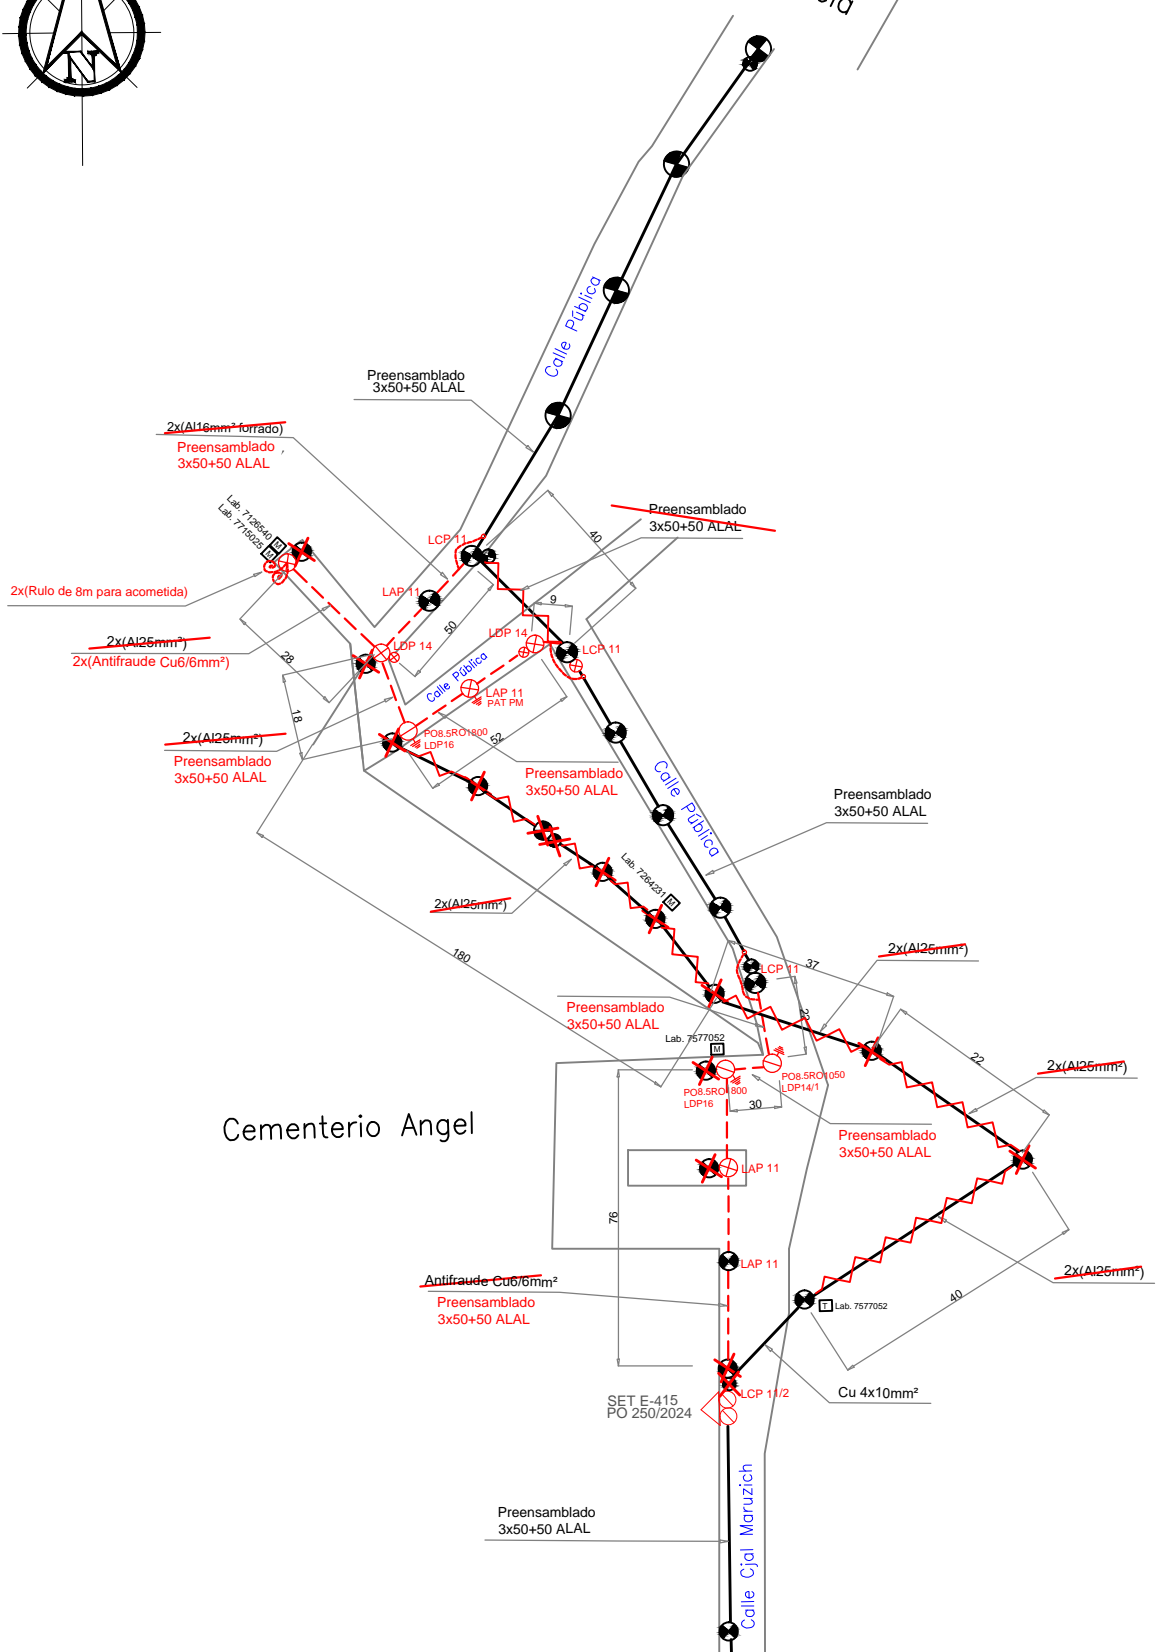 N
Calle Pública
Preensamblado
3x50+50 ALAL
2x(Al16mm² forrado)
Preensamblado
3x50+50 ALAL
Lab. 7126540
Lab. 7715025
M
M
Preensamblado
3x50+50 ALAL
40
LCP 11
9
2x(Rulo de 8m para acometida)
LAP 11
50
LDP 14
LCP 11
2x(Al25mm²)
2x(Antifraude Cu6/6mm²)
LDP 14
28
Calle Pública
LAP 11
PAT PM
18
2x(Al25mm²)
Preensamblado
3x50+50 ALAL
PO8.5RO1800
LDP16
52
Preensamblado
3x50+50 ALAL
Calle Pública
Preensamblado
3x50+50 ALAL
Lab. 7264231
M
2x(Al25mm²)
180
2x(Al25mm²)
37
LCP 11
Preensamblado
3x50+50 ALAL
22
Lab. 7577052
M
22
2x(Al25mm²)
PO8.5RO1050
LDP14/1
PO8.5RO1800
LDP16
30
Cementerio Angel
Preensamblado
3x50+50 ALAL
LAP 11
76
LAP 11
2x(Al25mm²)
Antifraude Cu6/6mm²
Preensamblado
3x50+50 ALAL
40
T
Lab. 7577052
LCP 11/2
Cu 4x10mm²
SET E-415
PO 250/2024
Preensamblado
3x50+50 ALAL
Calle Cjal Maruzich